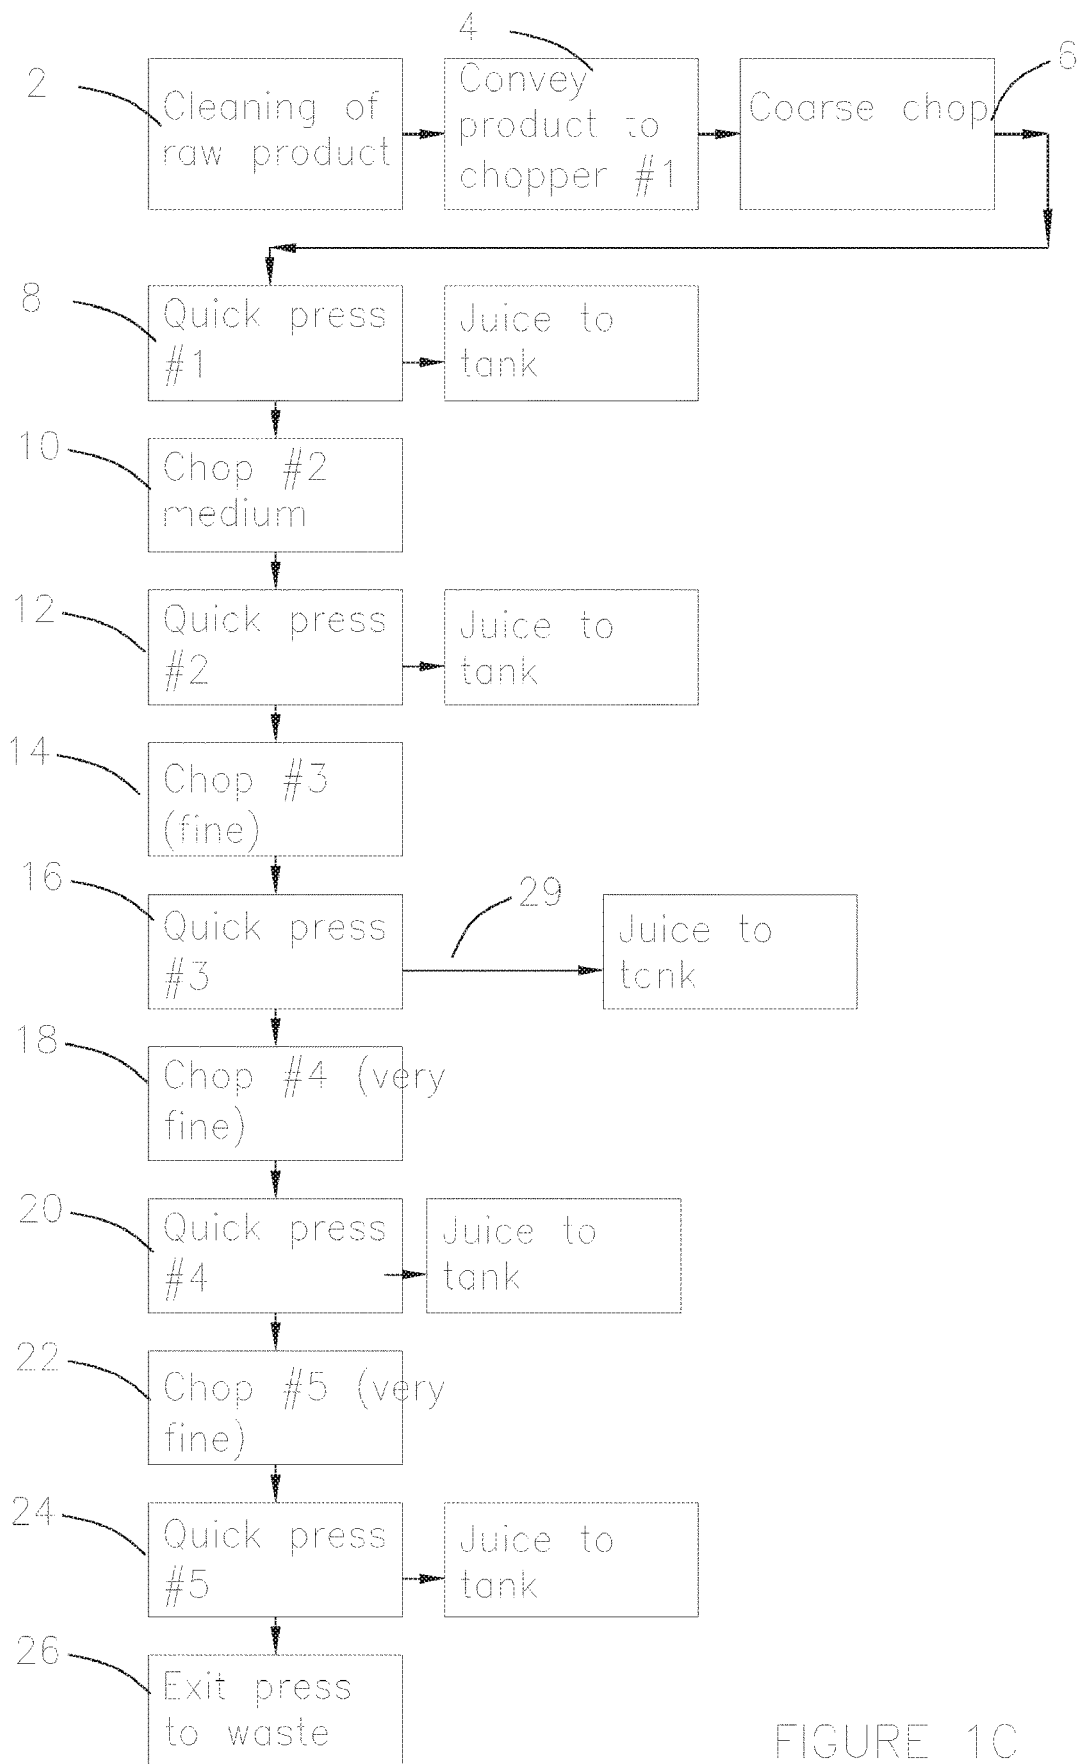 4
6
2
Cleaning of
raw product
Convey
product to
chopper #1
Coarse chop
8
Quick press
#1
Juice to
tank
10
Chop #2
medium
12
Quick press
#2
Juice to
tank
14
Chop #3
(fine)
16
Quick press
#3
29
Juice to
tank
18
Chop #4 (very
fine)
20
Quick press
#4
Juice to
tank
22
Chop #5 (very
fine)
24
Quick press
#5
Juice to
tank
26
Exit press
to waste
FIGURE 1C